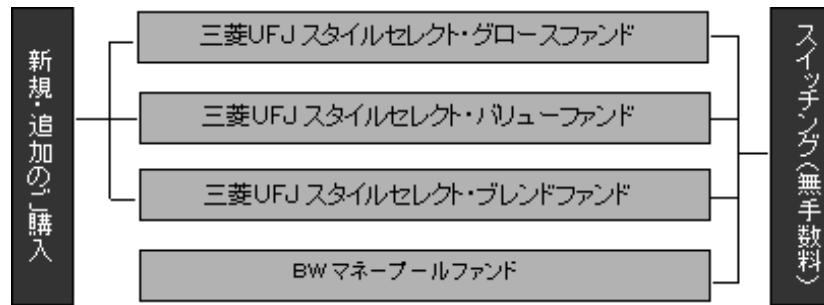 新規・追加のご購入
三菱UFJ スタイルセレクト・グロースファンド
三菱UFJ スタイルセレクト・バリューファンド
三菱UFJ スタイルセレクト・ブレンドファンド
BWマネープールファンド
スイッチング(無手数料)